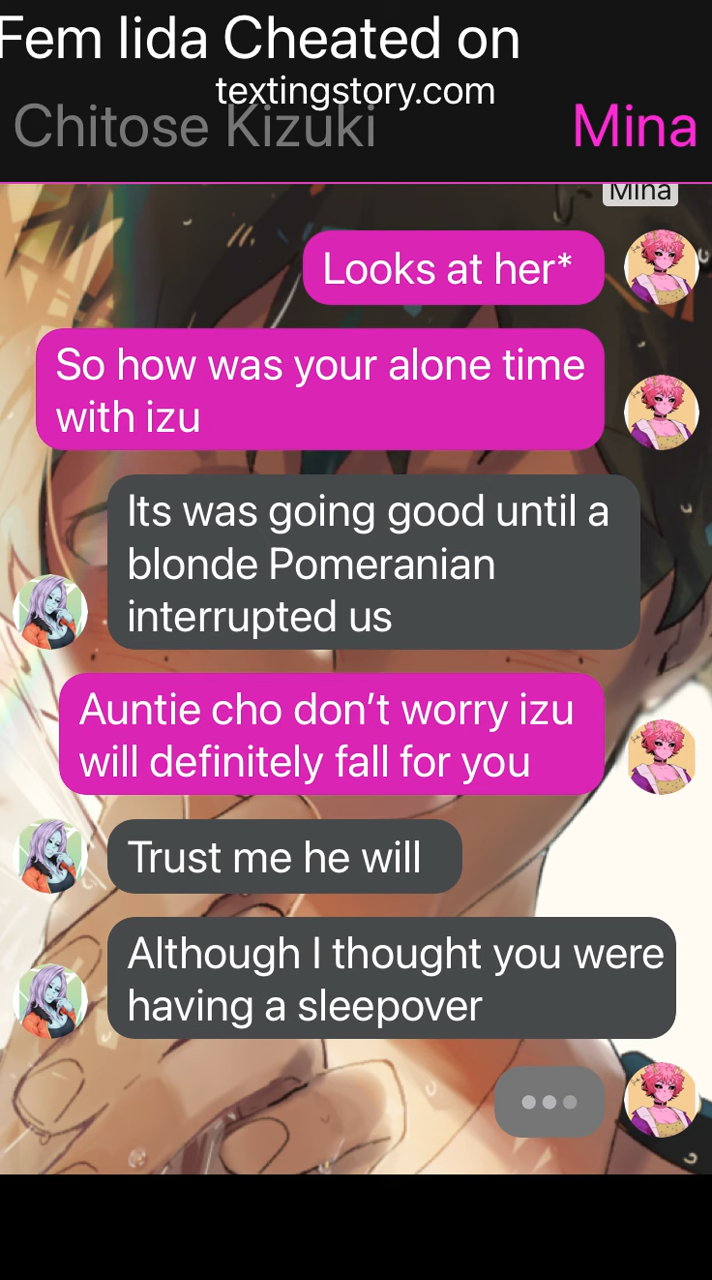 Fem Iida Cheated on
textingstory.com
Chitose Kizuki
Mina
Mina
Looks at her*
So how was your alone time
with izu
Its was going good until a
blonde Pomeranian
interrupted us
Auntie cho don’t worry izu
will definitely fall for you
Trust me he will
Although I thought you were
having a sleepover